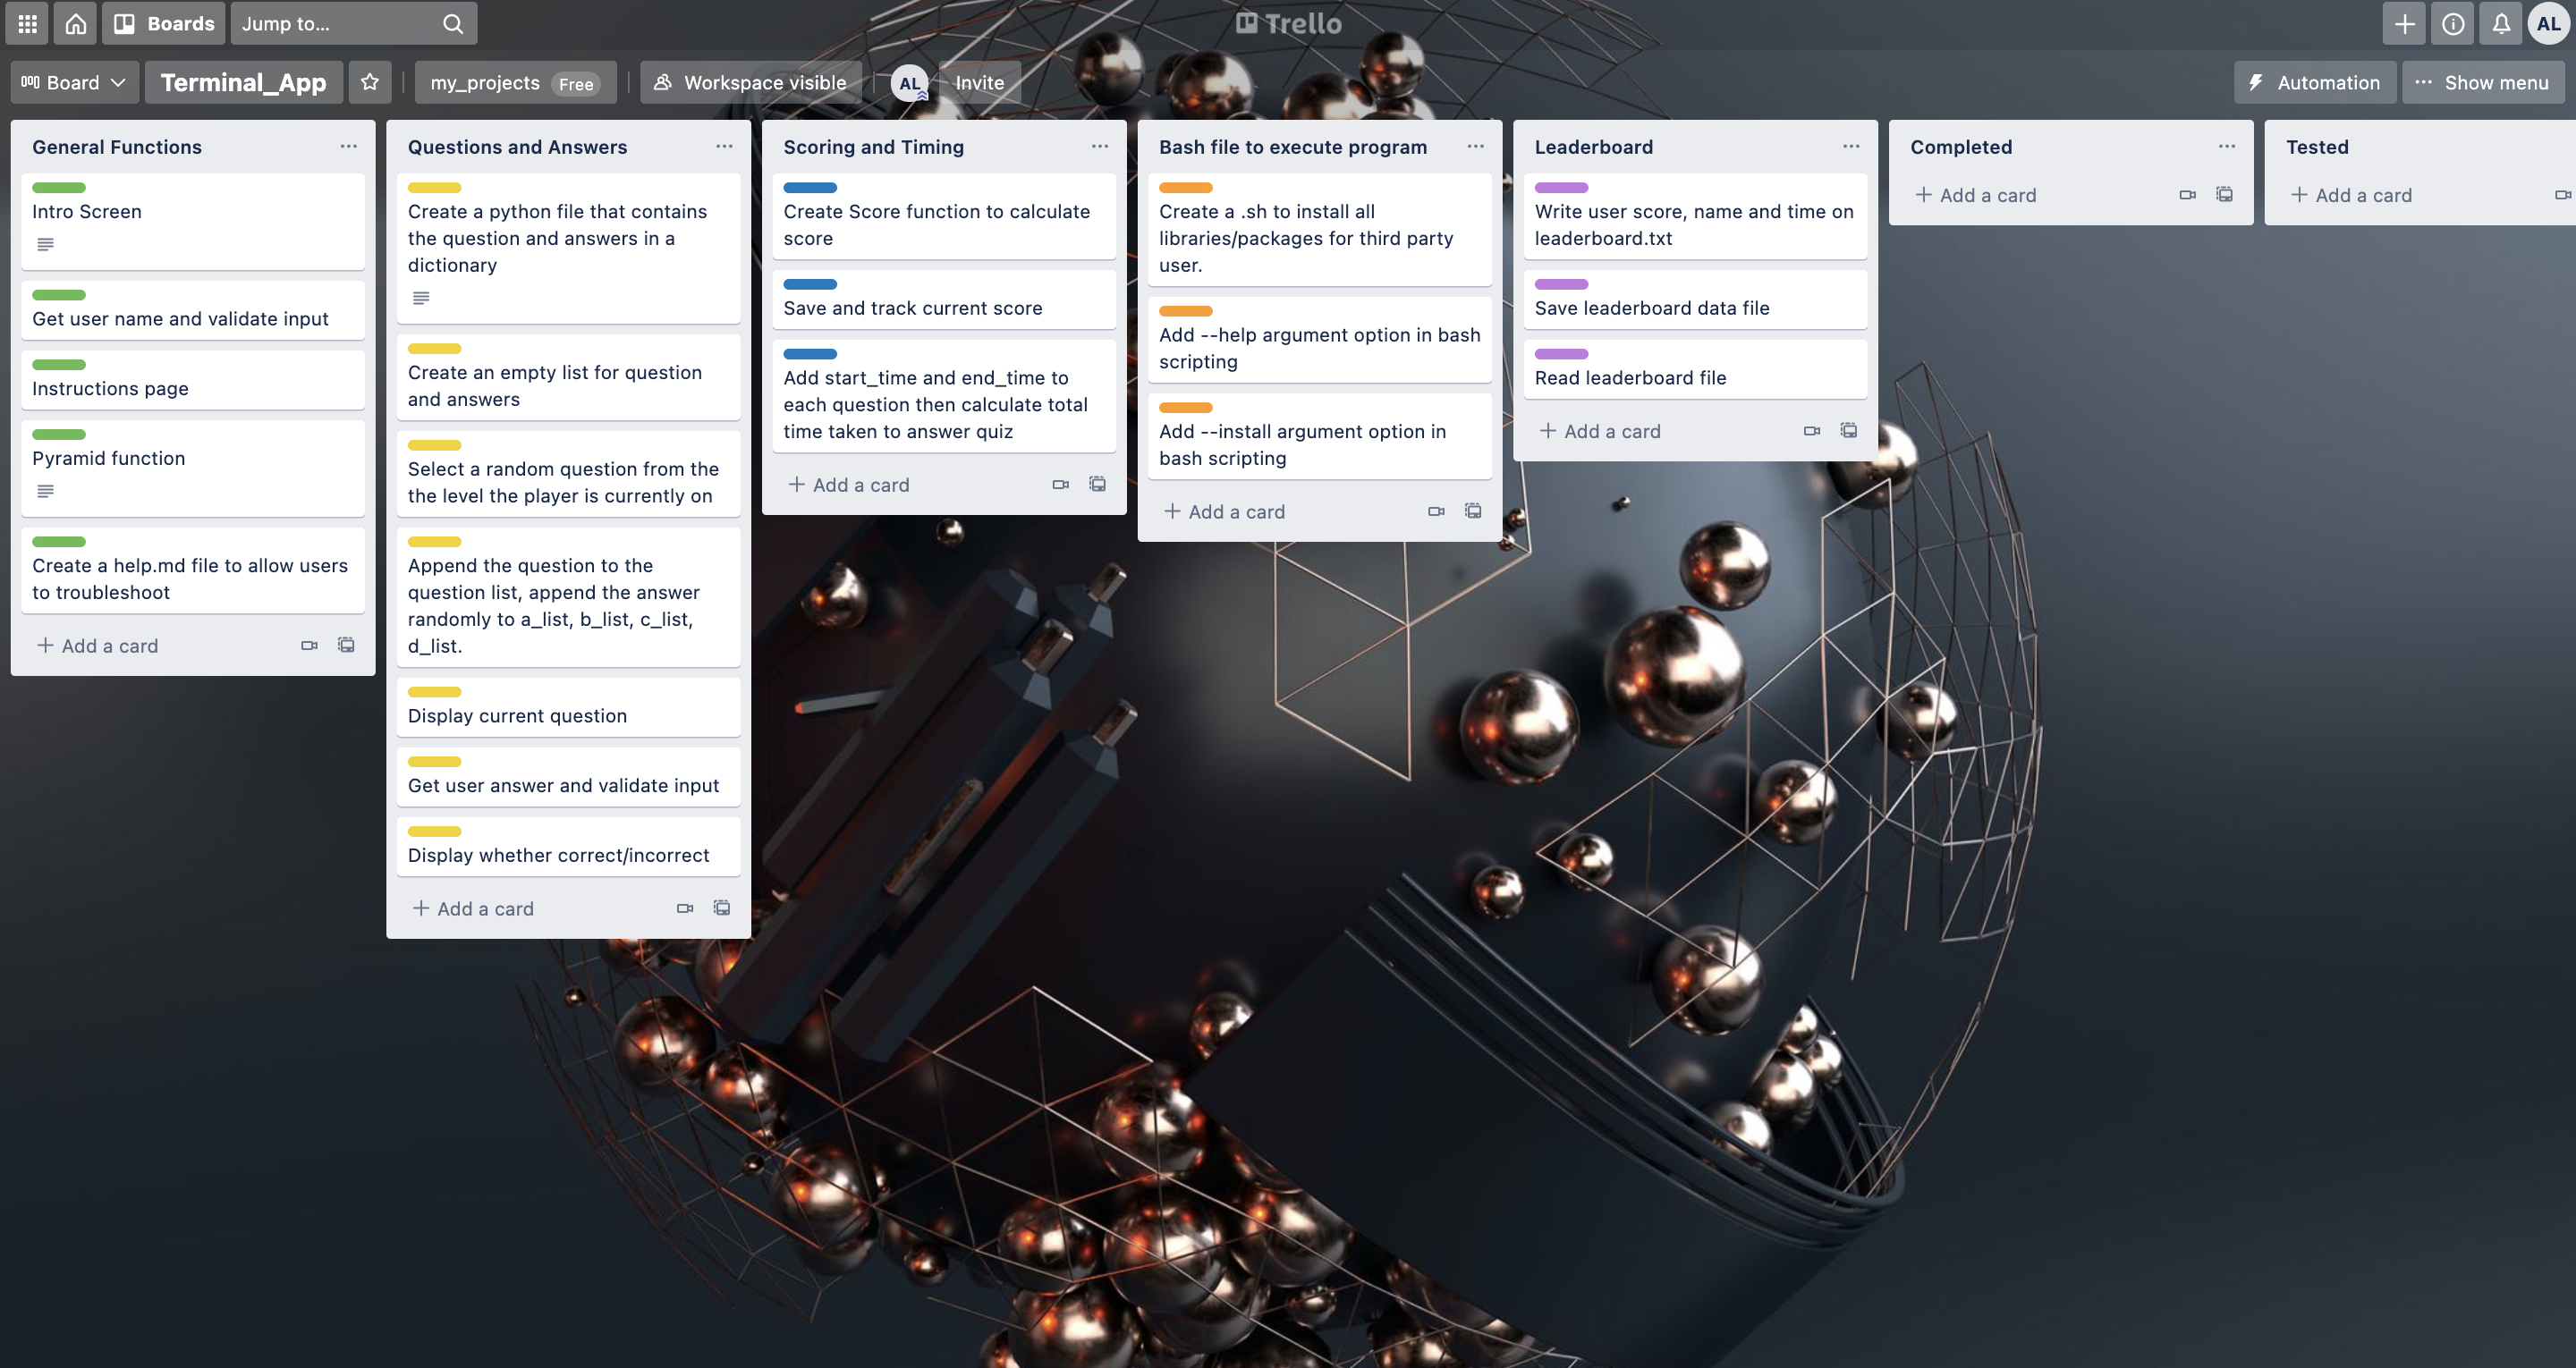 Boards
Jump to...
Trello
AL
Board
Terminal_App
my_projects Free
Workspace visible
AL
Invite
Automation
Show menu
General Functions
Intro Screen
Get user name and validate input
Instructions page
Pyramid function
Create a help.md file to allow users
to troubleshoot
Add a card
Questions and Answers
Create a python file that contains
the question and answers in a
dictionary
Create an empty list for question
and answers
Select a random question from the
the level the player is currently on
Append the question to the
question list, append the answer
randomly to a_list, b_list, c_list,
d_list.
Display current question
Get user answer and validate input
Display whether correct/incorrect
Add a card
Scoring and Timing
Create Score function to calculate
score
Save and track current score
Add start_time and end_time to
each question then calculate total
time taken to answer quiz
Add a card
Bash file to execute program
Create a .sh to install all
libraries/packages for third party
user.
Add --help argument option in bash
scripting
Add --install argument option in
bash scripting
Add a card
Leaderboard
Write user score, name and time on
leaderboard.txt
Save leaderboard data file
Read leaderboard file
Add a card
Completed
Add a card
Tested
Add a card